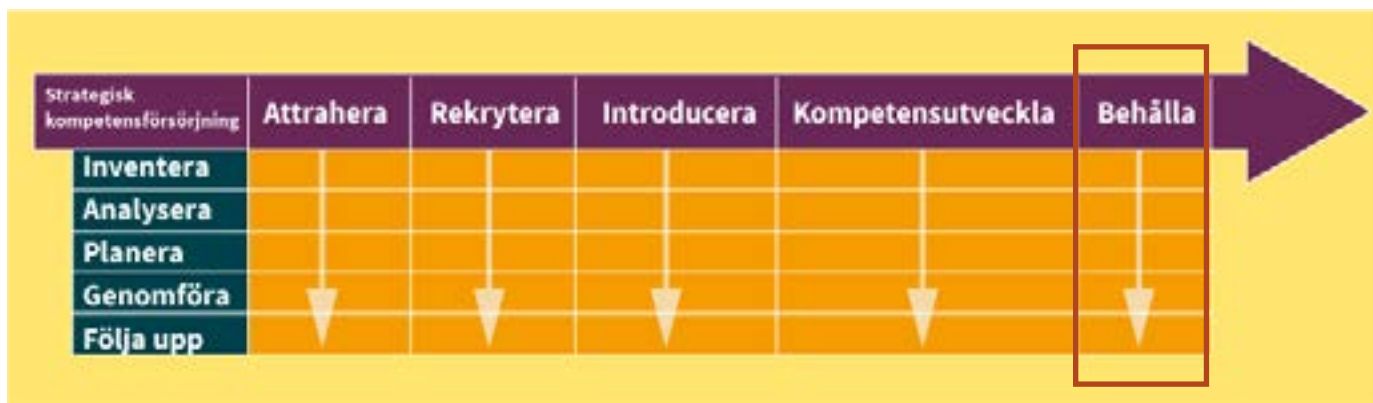 Strategisk
kompetensförsörjning
Attrahera
Rekrytera
Introducera
Kompetensutveckla
Behålla
Inventera
Analysera
Planera
Genomföra
Följa upp